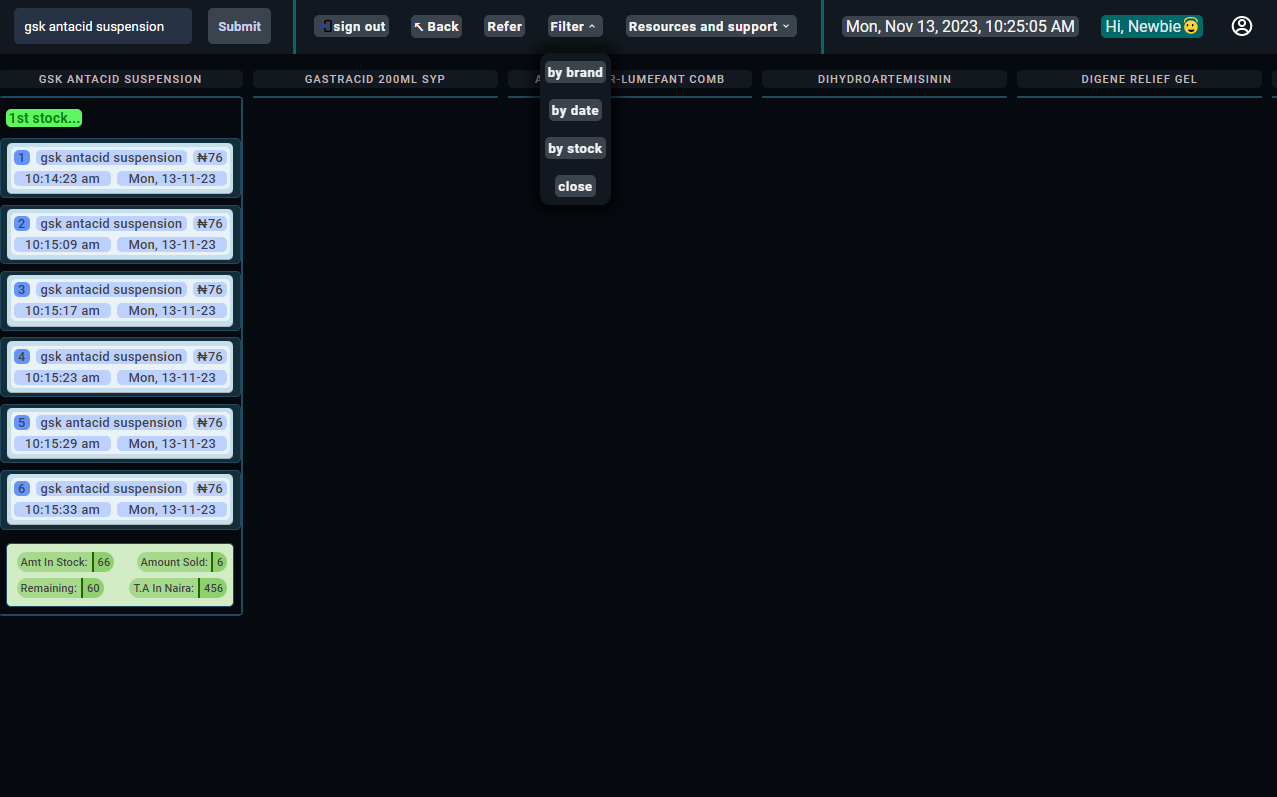 gsk antacid suspension Submit sign out ↖ Back Refer Filter Resources and support Mon, Nov 13, 2023, 10:25:05 AM Hi, Newbie😇
GSK ANTACID SUSPENSION GASTRACID 200ML SYP R-LUMEFANT COMB DIHYDROARTEMISININ DIGENE RELIEF GEL
by brand
by date
by stock
close
1st stock...
1 gsk antacid suspension ₦76
10:14:23 am Mon, 13-11-23
2 gsk antacid suspension ₦76
10:15:09 am Mon, 13-11-23
3 gsk antacid suspension ₦76
10:15:17 am Mon, 13-11-23
4 gsk antacid suspension ₦76
10:15:23 am Mon, 13-11-23
5 gsk antacid suspension ₦76
10:15:29 am Mon, 13-11-23
6 gsk antacid suspension ₦76
10:15:33 am Mon, 13-11-23
Amt In Stock: 66 Amount Sold: 6
Remaining: 60 T.A In Naira: 456